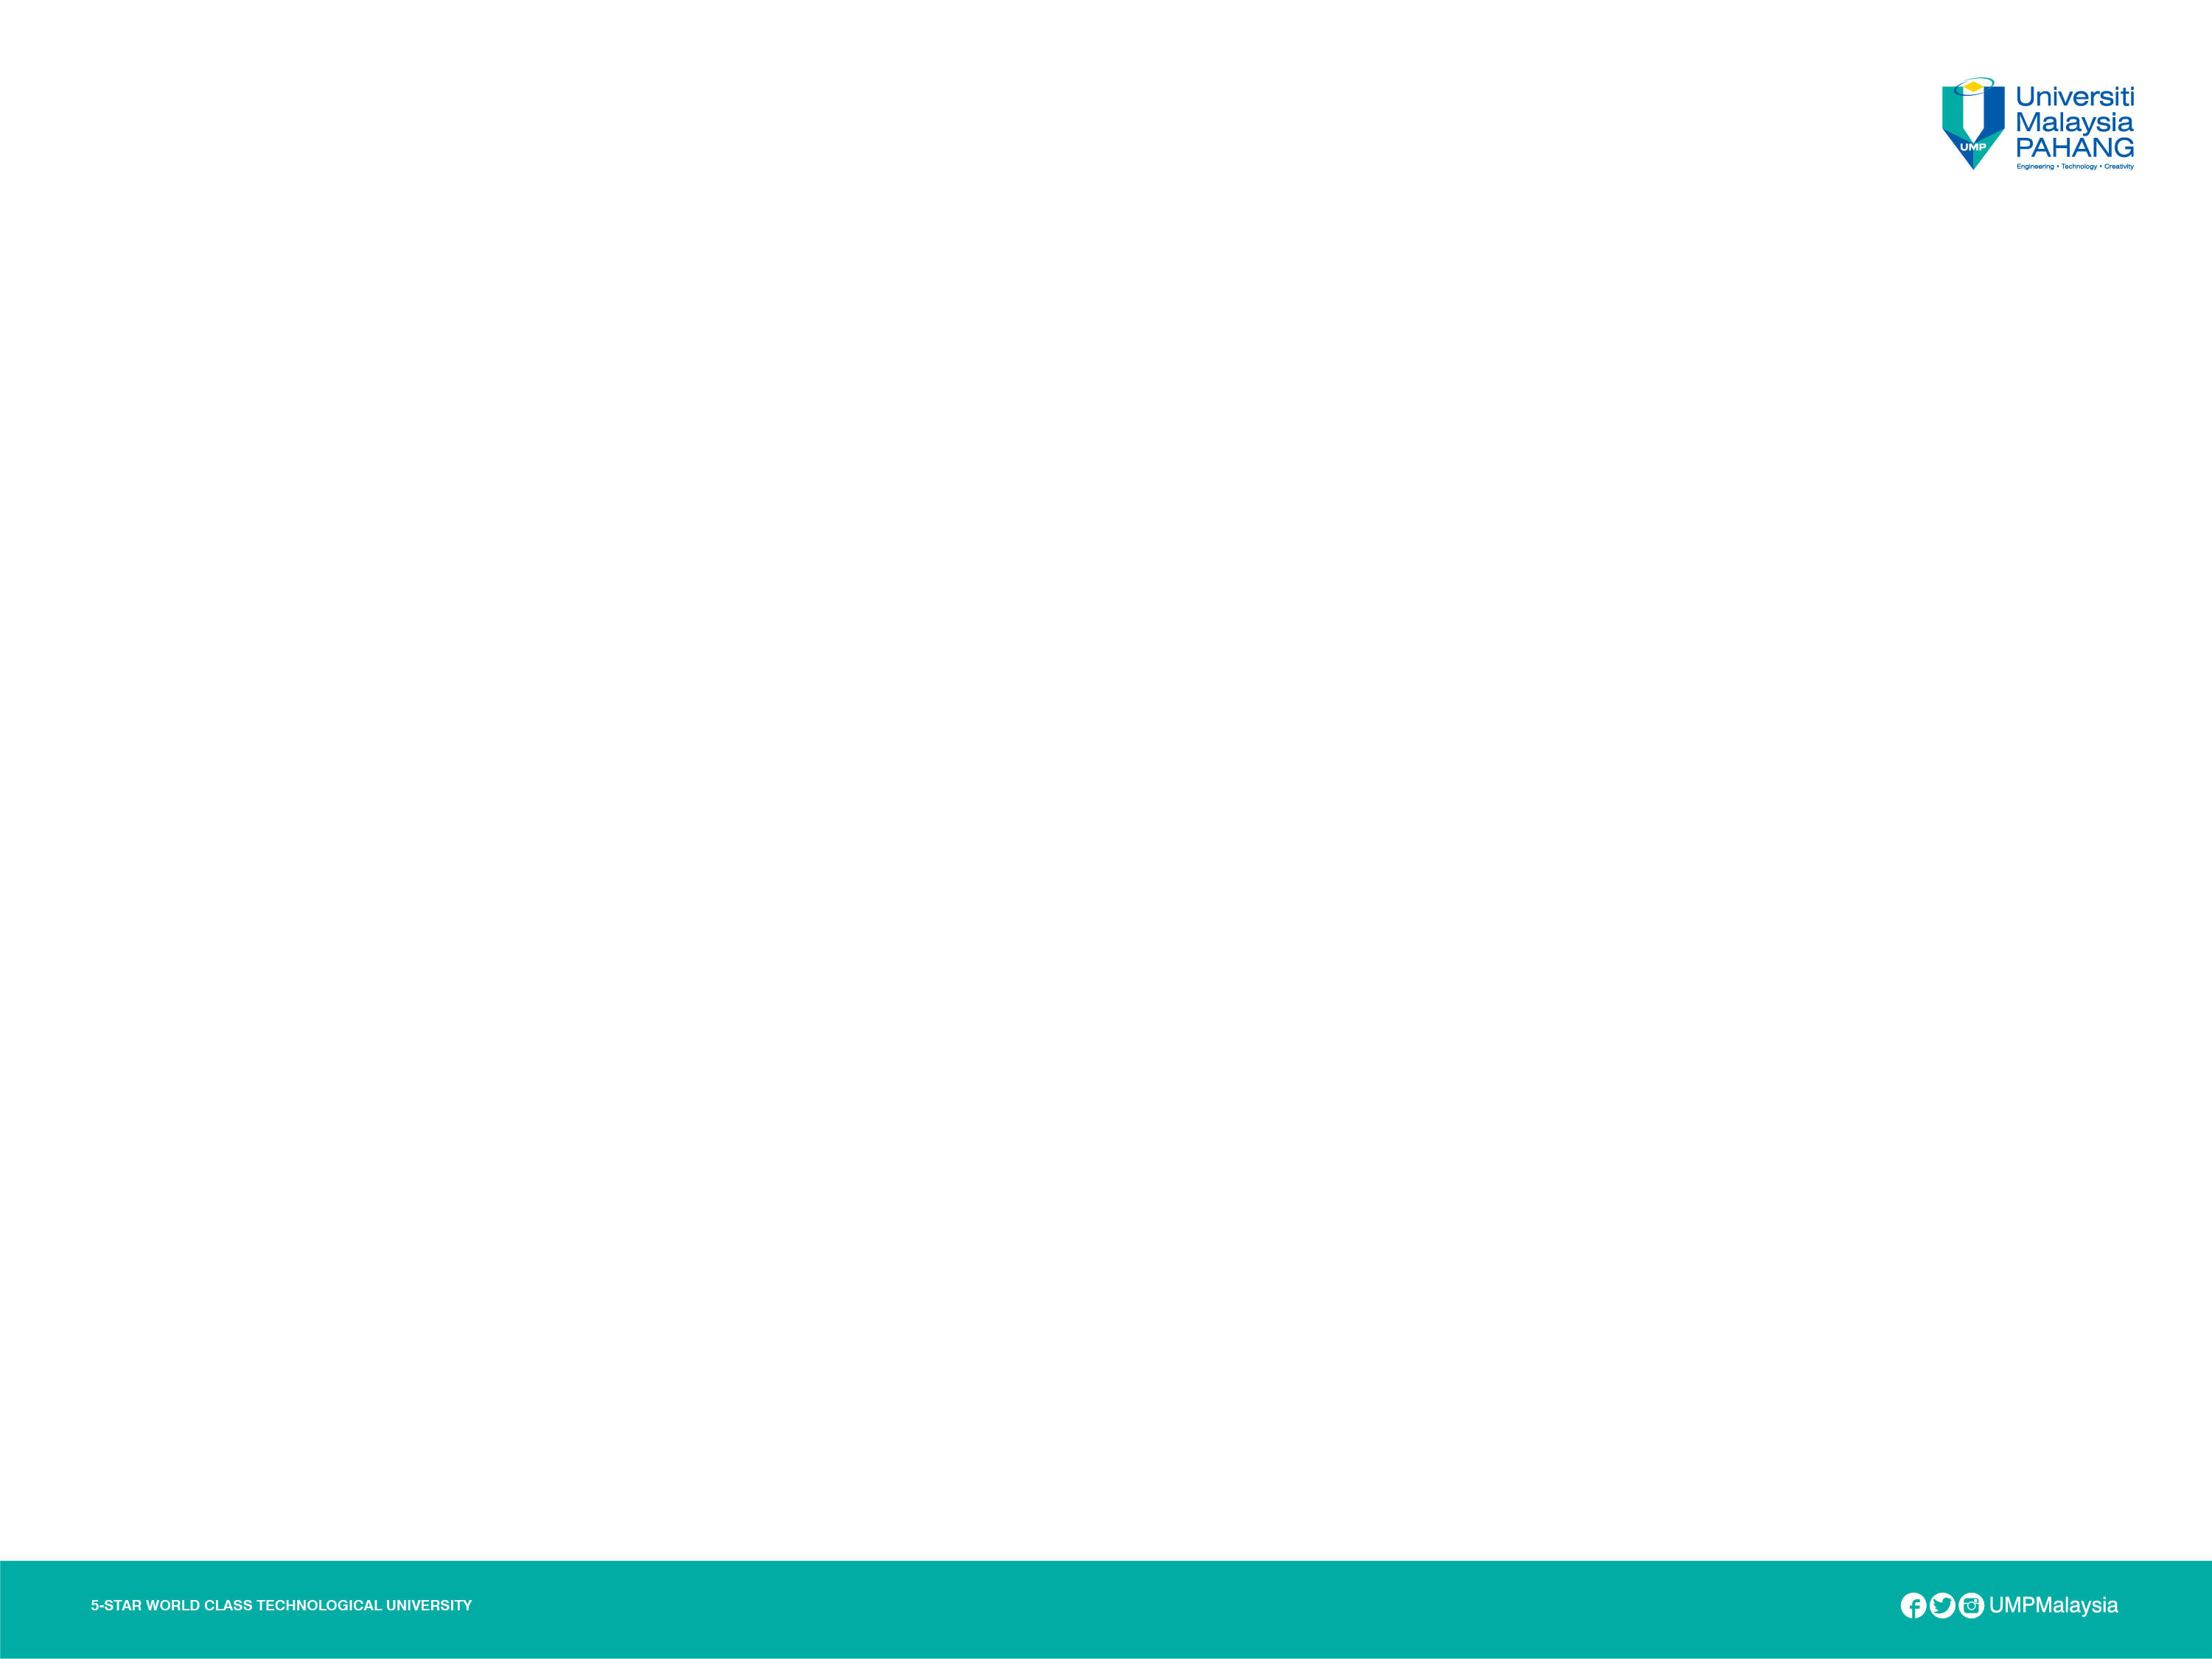 Universiti
Malaysia
PAHANG
UMP
Engineering • Technology • Creativity
5-STAR WORLD CLASS TECHNOLOGICAL UNIVERSITY
UMPMalaysia